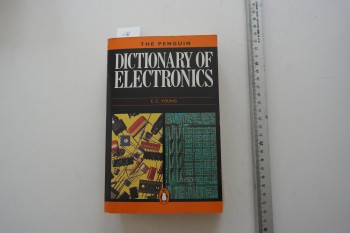 THE PENGUIN
DICTIONARY OF
ELECTRONICS
E. C. YOUNG